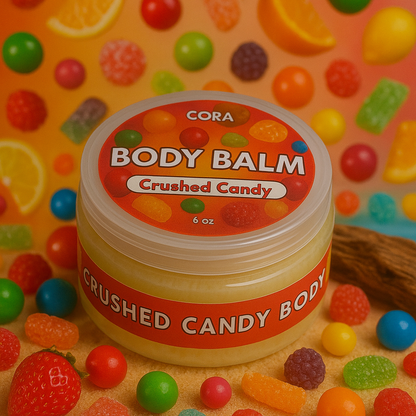 CORA
BODY BALM
Crushed Candy
6 oz
CRUSHED CANDY BODY